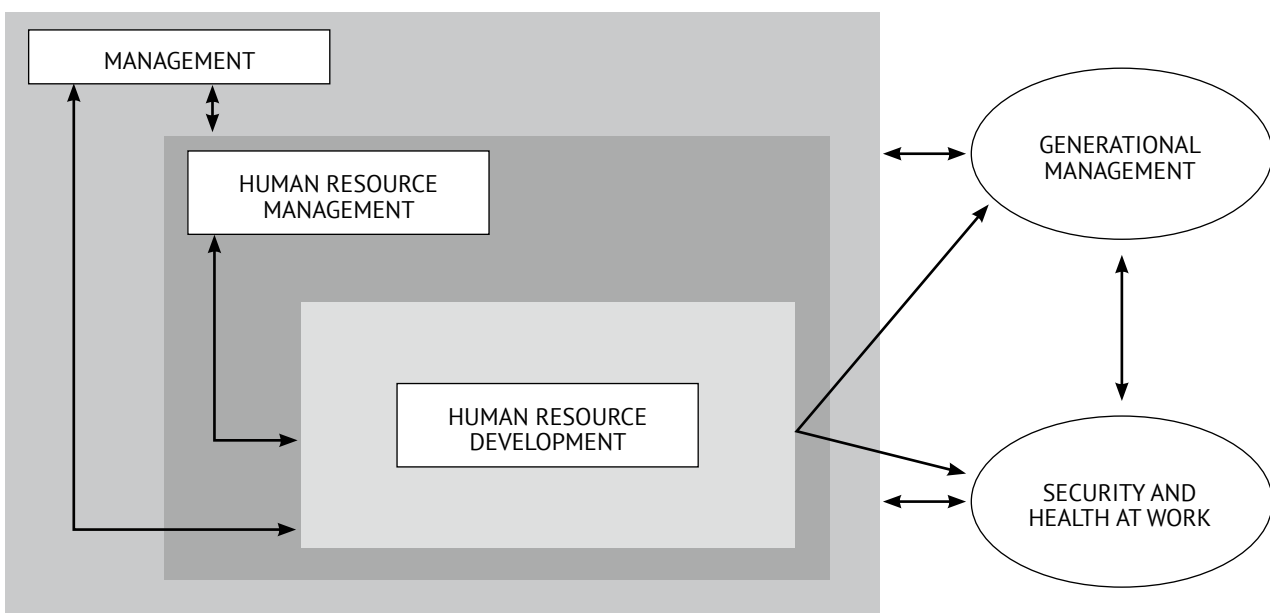 MANAGEMENT
HUMAN RESOURCE
MANAGEMENT
HUMAN RESOURCE
DEVELOPMENT
GENERATIONAL
MANAGEMENT
SECURITY AND
HEALTH AT WORK